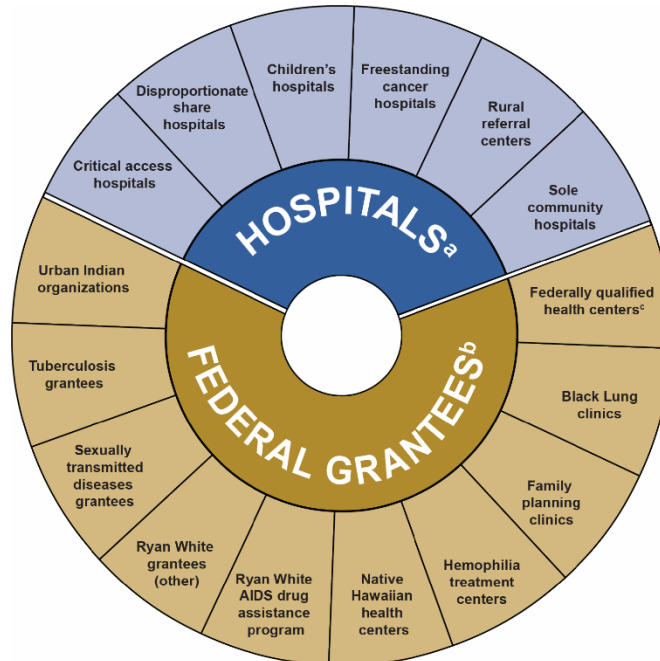 Critical access
hospitals
Disproportionate
share
hospitals
Children's
hospitals
Freestanding
cancer
hospitals
Rural
referral
centers
Sole
community
hospitals
HOSPITALSᵃ
FEDERAL GRANTEESᵇ
Federally qualified
health centersᶜ
Black Lung
clinics
Family
planning
clinics
Hemophilia
treatment
centers
Native
Hawaiian
health
centers
Ryan White
AIDS drug
assistance
program
Ryan White
grantees
(other)
Sexually
transmitted
diseases
grantees
Tuberculosis
grantees
Urban Indian
organizations